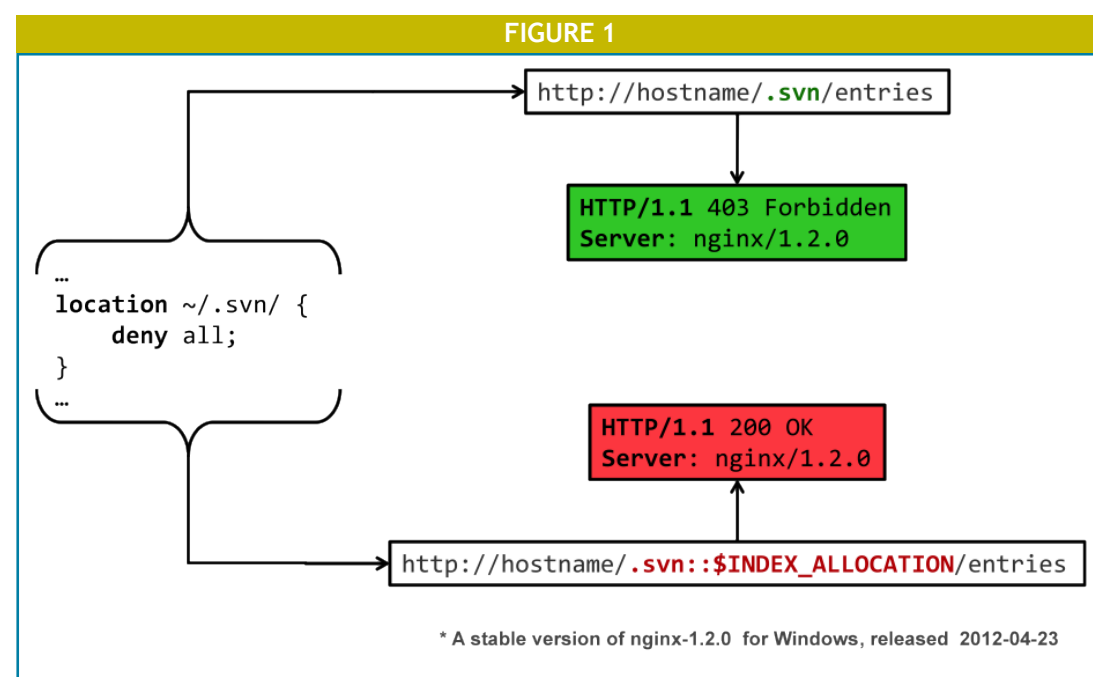 FIGURE 1
http://hostname/.svn/entries
HTTP/1.1 403 Forbidden
Server: nginx/1.2.0
…
location ~/.svn/ {
deny all;
}
…
HTTP/1.1 200 OK
Server: nginx/1.2.0
http://hostname/.svn::$INDEX_ALLOCATION/entries
* A stable version of nginx-1.2.0 for Windows, released 2012-04-23